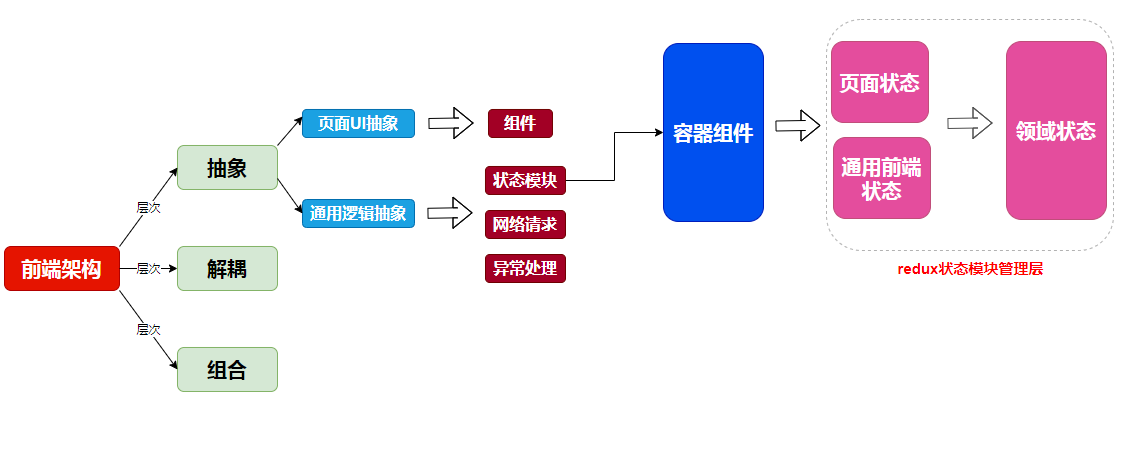 前端架构
层次
层次
层次
抽象
解耦
组合
页面UI抽象
通用逻辑抽象
组件
状态模块
网络请求
异常处理
容器组件
页面状态
通用前端
状态
领域状态
redux状态模块管理层